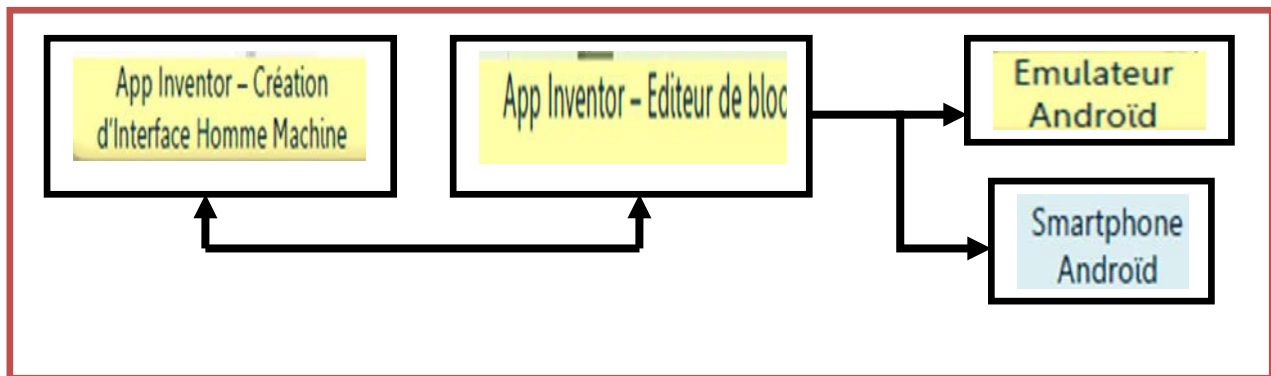 App Inventor – Création
d'Interface Homme Machine
App Inventor – Editeur de bloc
Emulateur
Androïd
Smartphone
Androïd